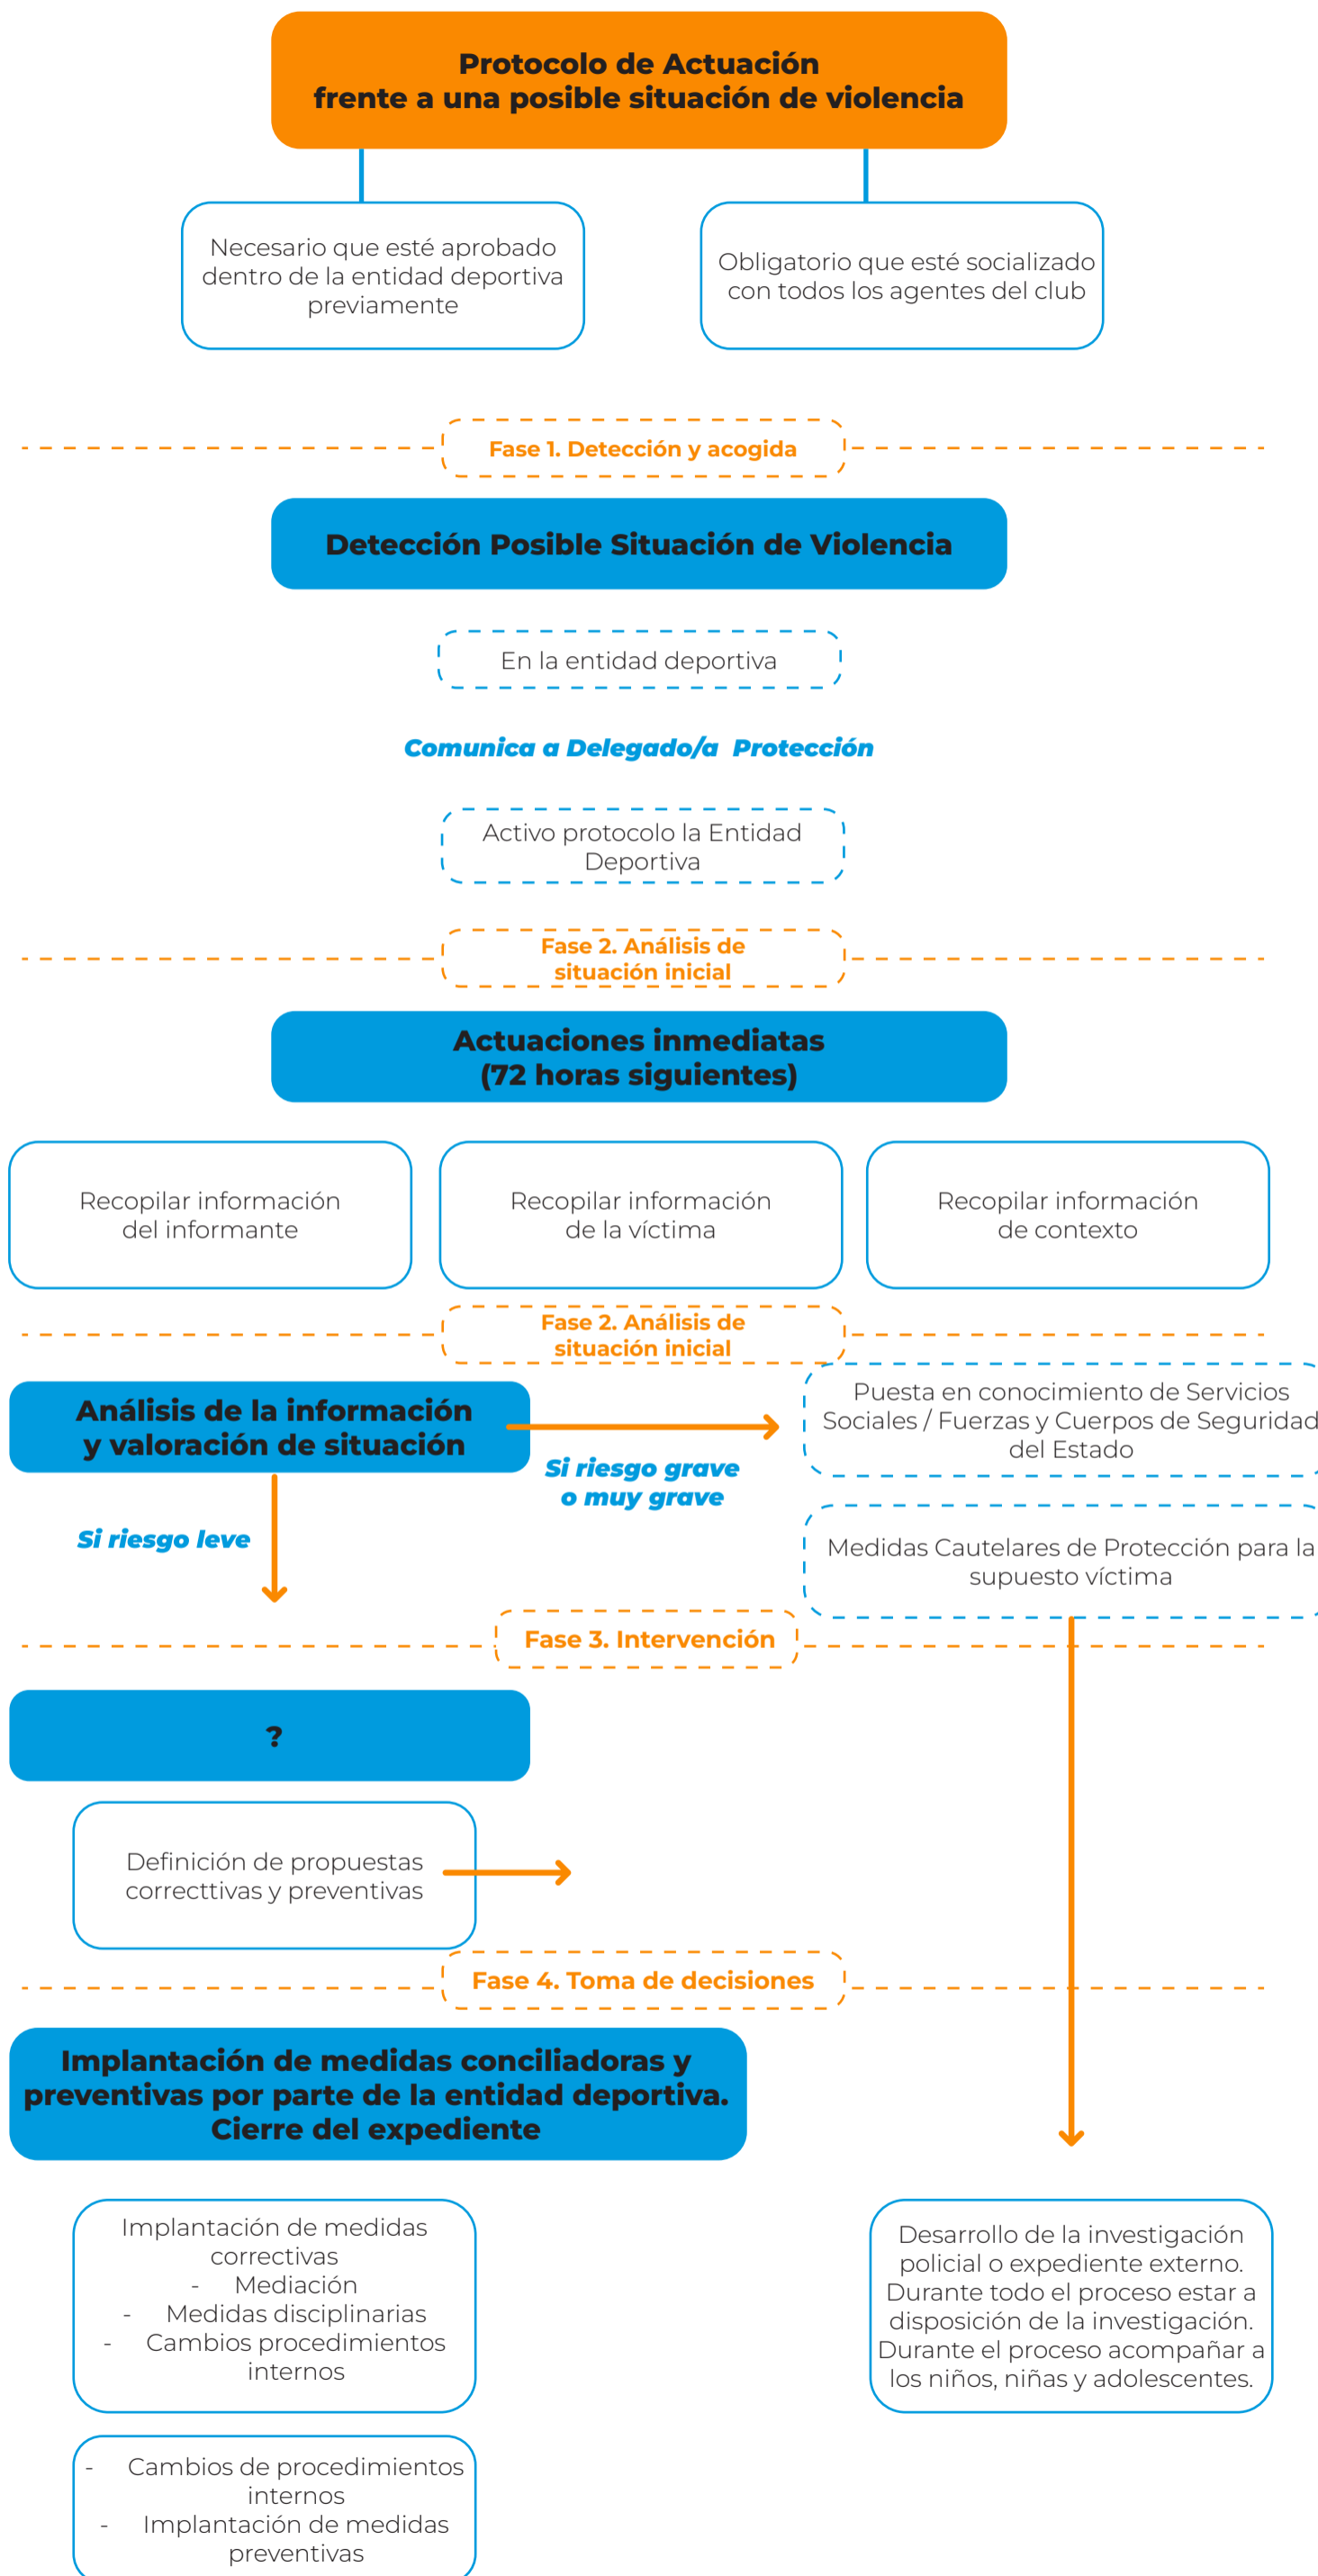 Protocolo de Actuación
frente a una posible situación de violencia
Necesario que esté aprobado
dentro de la entidad deportiva
previamente
Obligatorio que esté socializado
con todos los agentes del club
Fase 1. Detección y acogida
Detección Posible Situación de Violencia
En la entidad deportiva
Comunica a Delegado/a Protección
Activo protocolo la Entidad
Deportiva
Fase 2. Análisis de
situación inicial
Actuaciones inmediatas
(72 horas siguientes)
Recopilar información
del informante
Recopilar información
de la víctima
Recopilar información
de contexto
Fase 2. Análisis de
situación inicial
Análisis de la información
y valoración de situación
Si riesgo grave
o muy grave
Puesta en conocimiento de Servicios
Sociales / Fuerzas y Cuerpos de Seguridad
del Estado
Si riesgo leve
Medidas Cautelares de Protección para la
supuesto víctima
Fase 3. Intervención
?
Definición de propuestas
correcttivas y preventivas
Fase 4. Toma de decisiones
Implantación de medidas conciliadoras y
preventivas por parte de la entidad deportiva.
Cierre del expediente
Implantación de medidas
correctivas
- Mediación
- Medidas disciplinarias
- Cambios procedimientos
internos
Desarrollo de la investigación
policial o expediente externo.
Durante todo el proceso estar a
disposición de la investigación.
Durante el proceso acompañar a
los niños, niñas y adolescentes.
- Cambios de procedimientos
internos
- Implantación de medidas
preventivas